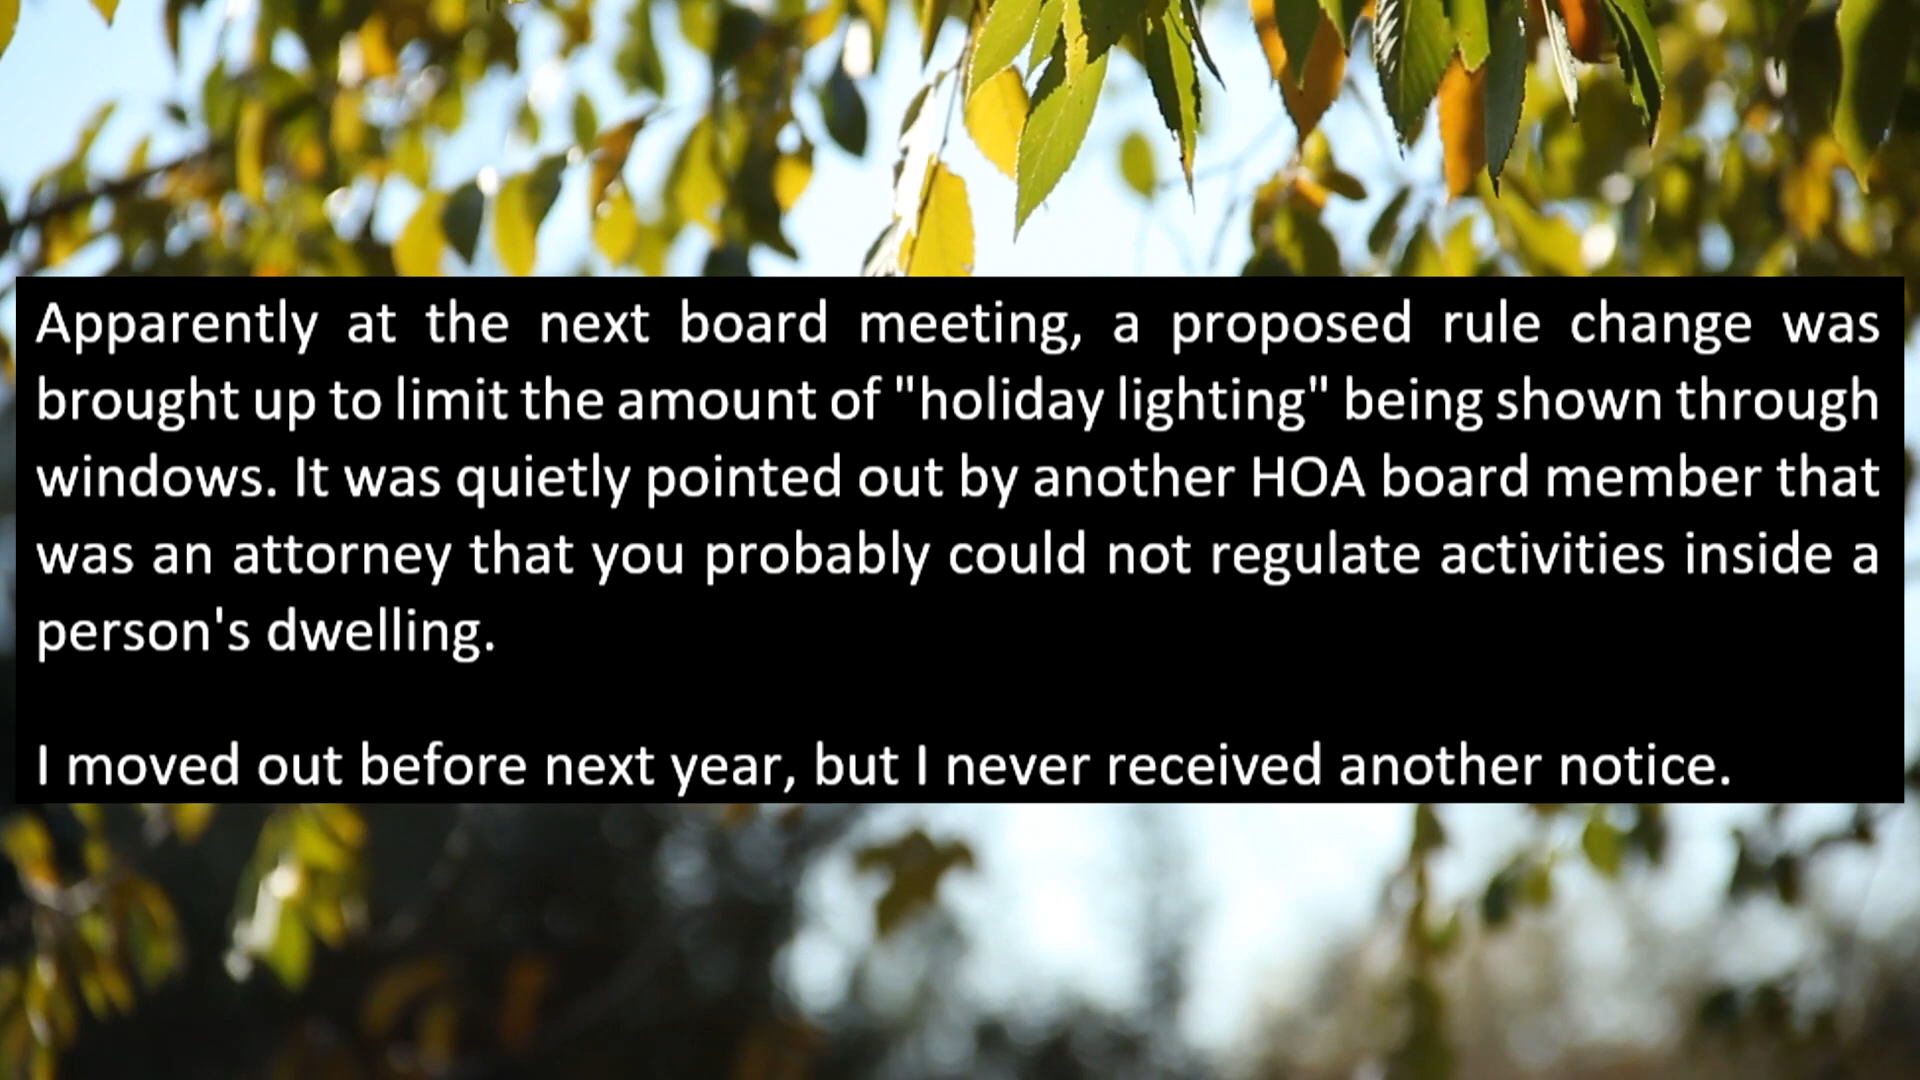 Apparently at the next board meeting, a proposed rule change was
brought up to limit the amount of "holiday lighting" being shown through
windows. It was quietly pointed out by another HOA board member that
was an attorney that you probably could not regulate activities inside a
person's dwelling.
I moved out before next year, but I never received another notice.